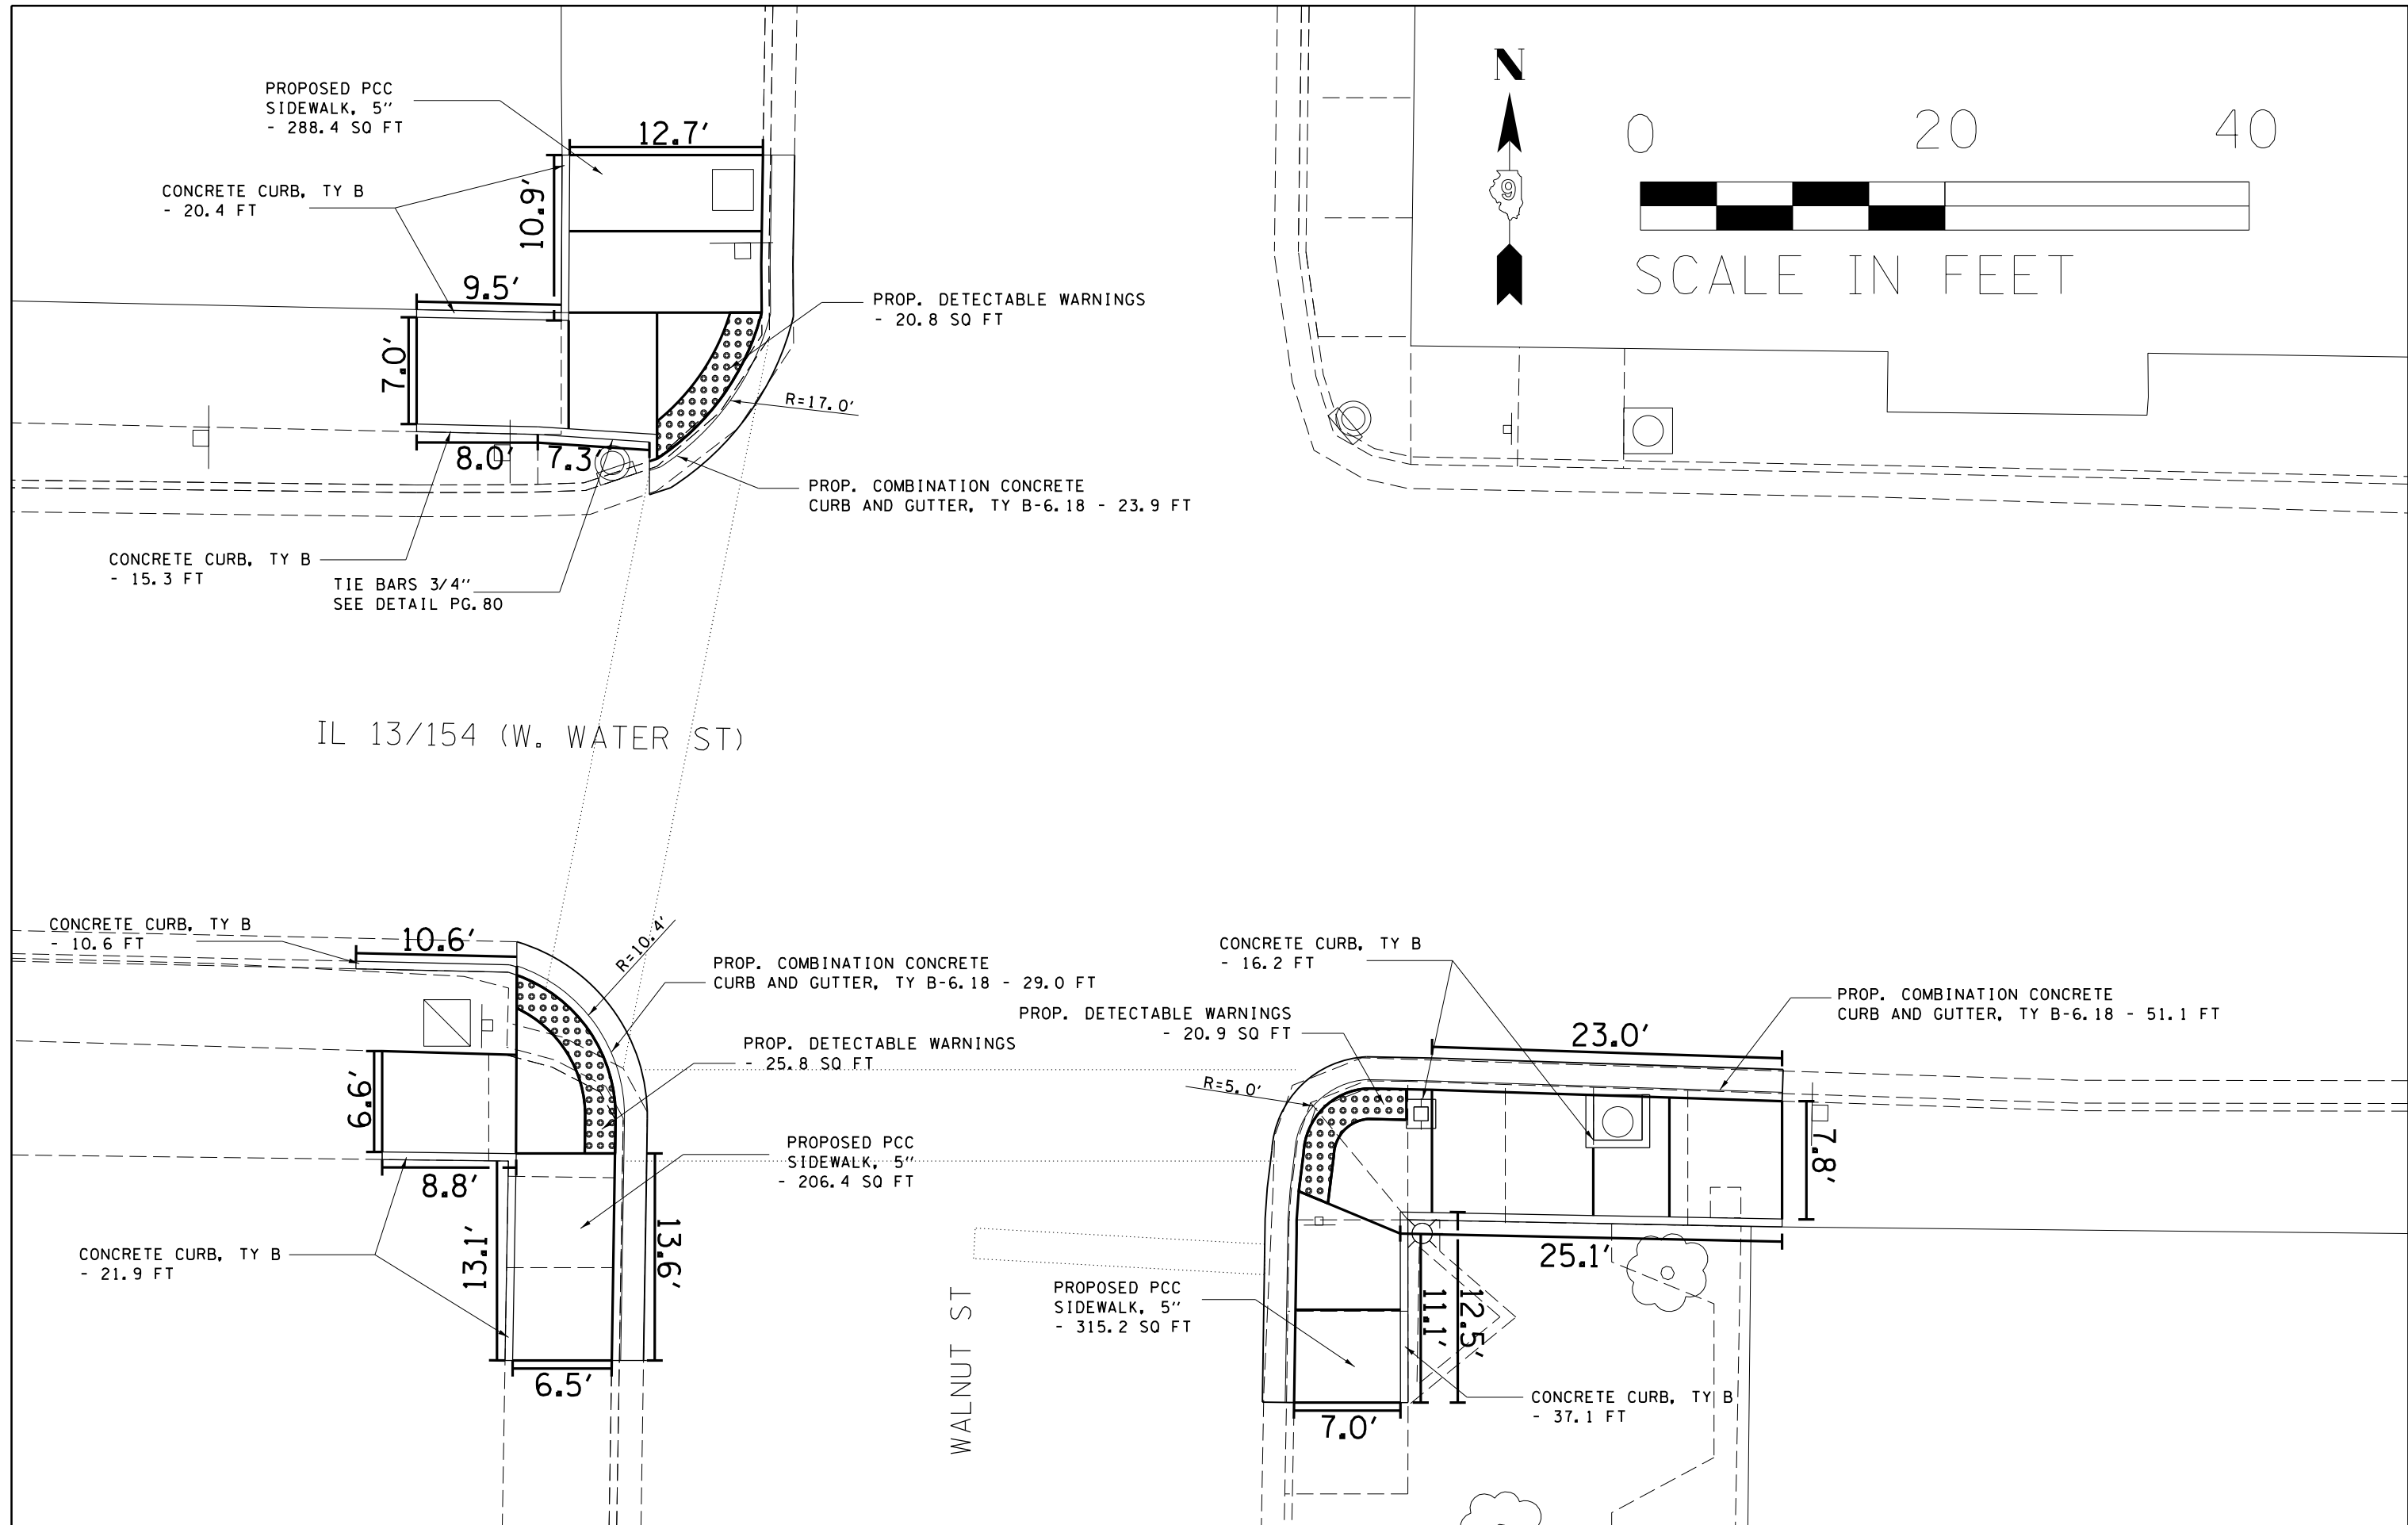 PROPOSED PCC
SIDEWALK, 5"
- 288.4 SQ FT
12.7'
N
9
0
20
40
SCALE IN FEET
CONCRETE CURB, TY B
- 20.4 FT
10.9'
9.5'
7.0'
PROP. DETECTABLE WARNINGS
- 20.8 SQ FT
R=17.0'
8.0'
7.3'
PROP. COMBINATION CONCRETE
CURB AND GUTTER, TY B-6.18 - 23.9 FT
CONCRETE CURB, TY B
- 15.3 FT
TIE BARS 3/4"
SEE DETAIL PG.80
IL 13/154 (W. WATER ST)
CONCRETE CURB, TY B
- 10.6 FT
10.6'
R=10.4'
PROP. COMBINATION CONCRETE
CURB AND GUTTER, TY B-6.18 - 29.0 FT
PROP. DETECTABLE WARNINGS
- 25.8 SQ FT
6.6'
8.8'
PROPOSED PCC
SIDEWALK, 5"
- 206.4 SQ FT
13.1'
13.6'
CONCRETE CURB, TY B
- 21.9 FT
6.5'
WALNUT ST
CONCRETE CURB, TY B
- 16.2 FT
PROP. DETECTABLE WARNINGS
- 20.9 SQ FT
PROP. COMBINATION CONCRETE
CURB AND GUTTER, TY B-6.18 - 51.1 FT
23.0'
R=5.0'
7.8'
25.1'
PROPOSED PCC
SIDEWALK, 5"
- 315.2 SQ FT
11.1'
12.5'
7.0'
CONCRETE CURB, TY B
- 37.1 FT